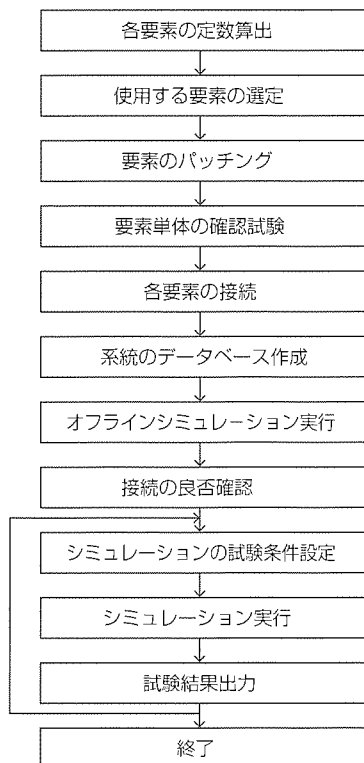 各要素の定数算出
使用する要素の選定
要素のパッチング
要素単体の確認試験
各要素の接続
系統のデータベース作成
オフラインシミュレーション実行
接続の良否確認
シミュレーションの試験条件設定
シミュレーション実行
試験結果出力
終了